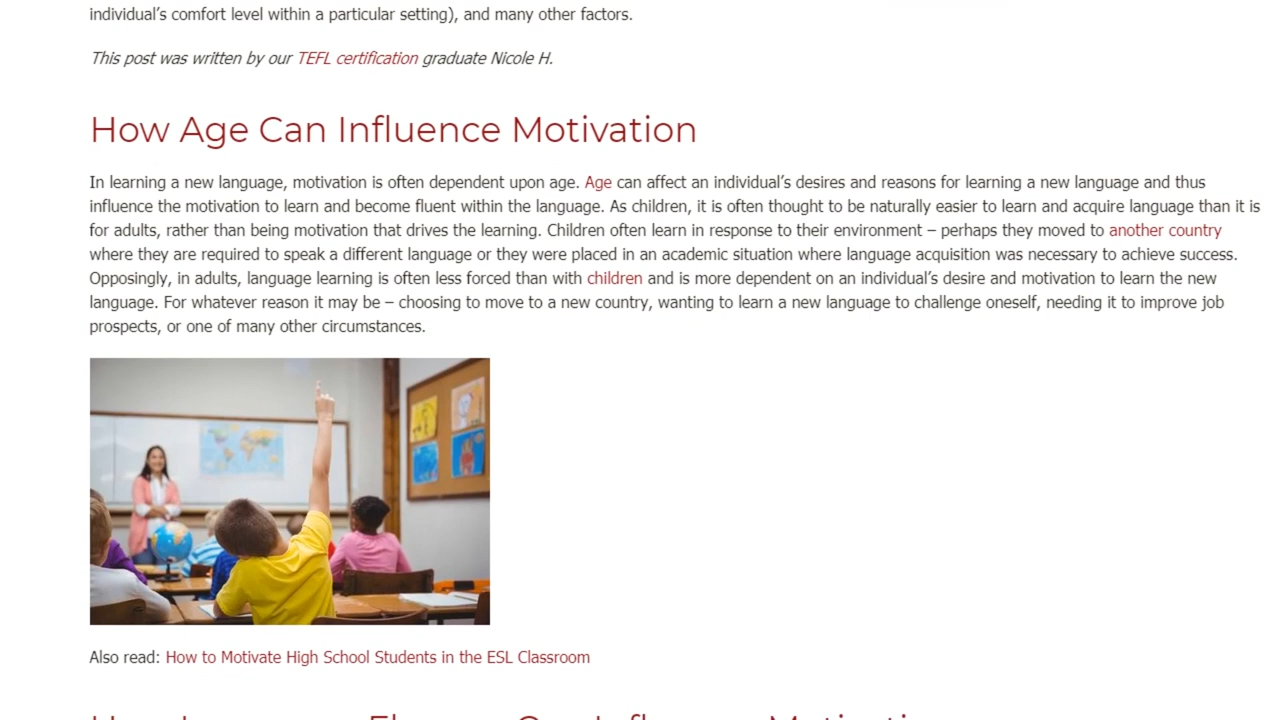 individual's comfort level within a particular setting), and many other factors.
This post was written by our TEFL certification graduate Nicole H.
How Age Can Influence Motivation
In learning a new language, motivation is often dependent upon age. Age can affect an individual's desires and reasons for learning a new language and thus
influence the motivation to learn and become fluent within the language. As children, it is often thought to be naturally easier to learn and acquire language than it is
for adults, rather than being motivation that drives the learning. Children often learn in response to their environment – perhaps they moved to another country
where they are required to speak a different language or they were placed in an academic situation where language acquisition was necessary to achieve success.
Opposingly, in adults, language learning is often less forced than with children and is more dependent on an individual's desire and motivation to learn the new
language. For whatever reason it may be – choosing to move to a new country, wanting to learn a new language to challenge oneself, needing it to improve job
prospects, or one of many other circumstances.
Also read: How to Motivate High School Students in the ESL Classroom